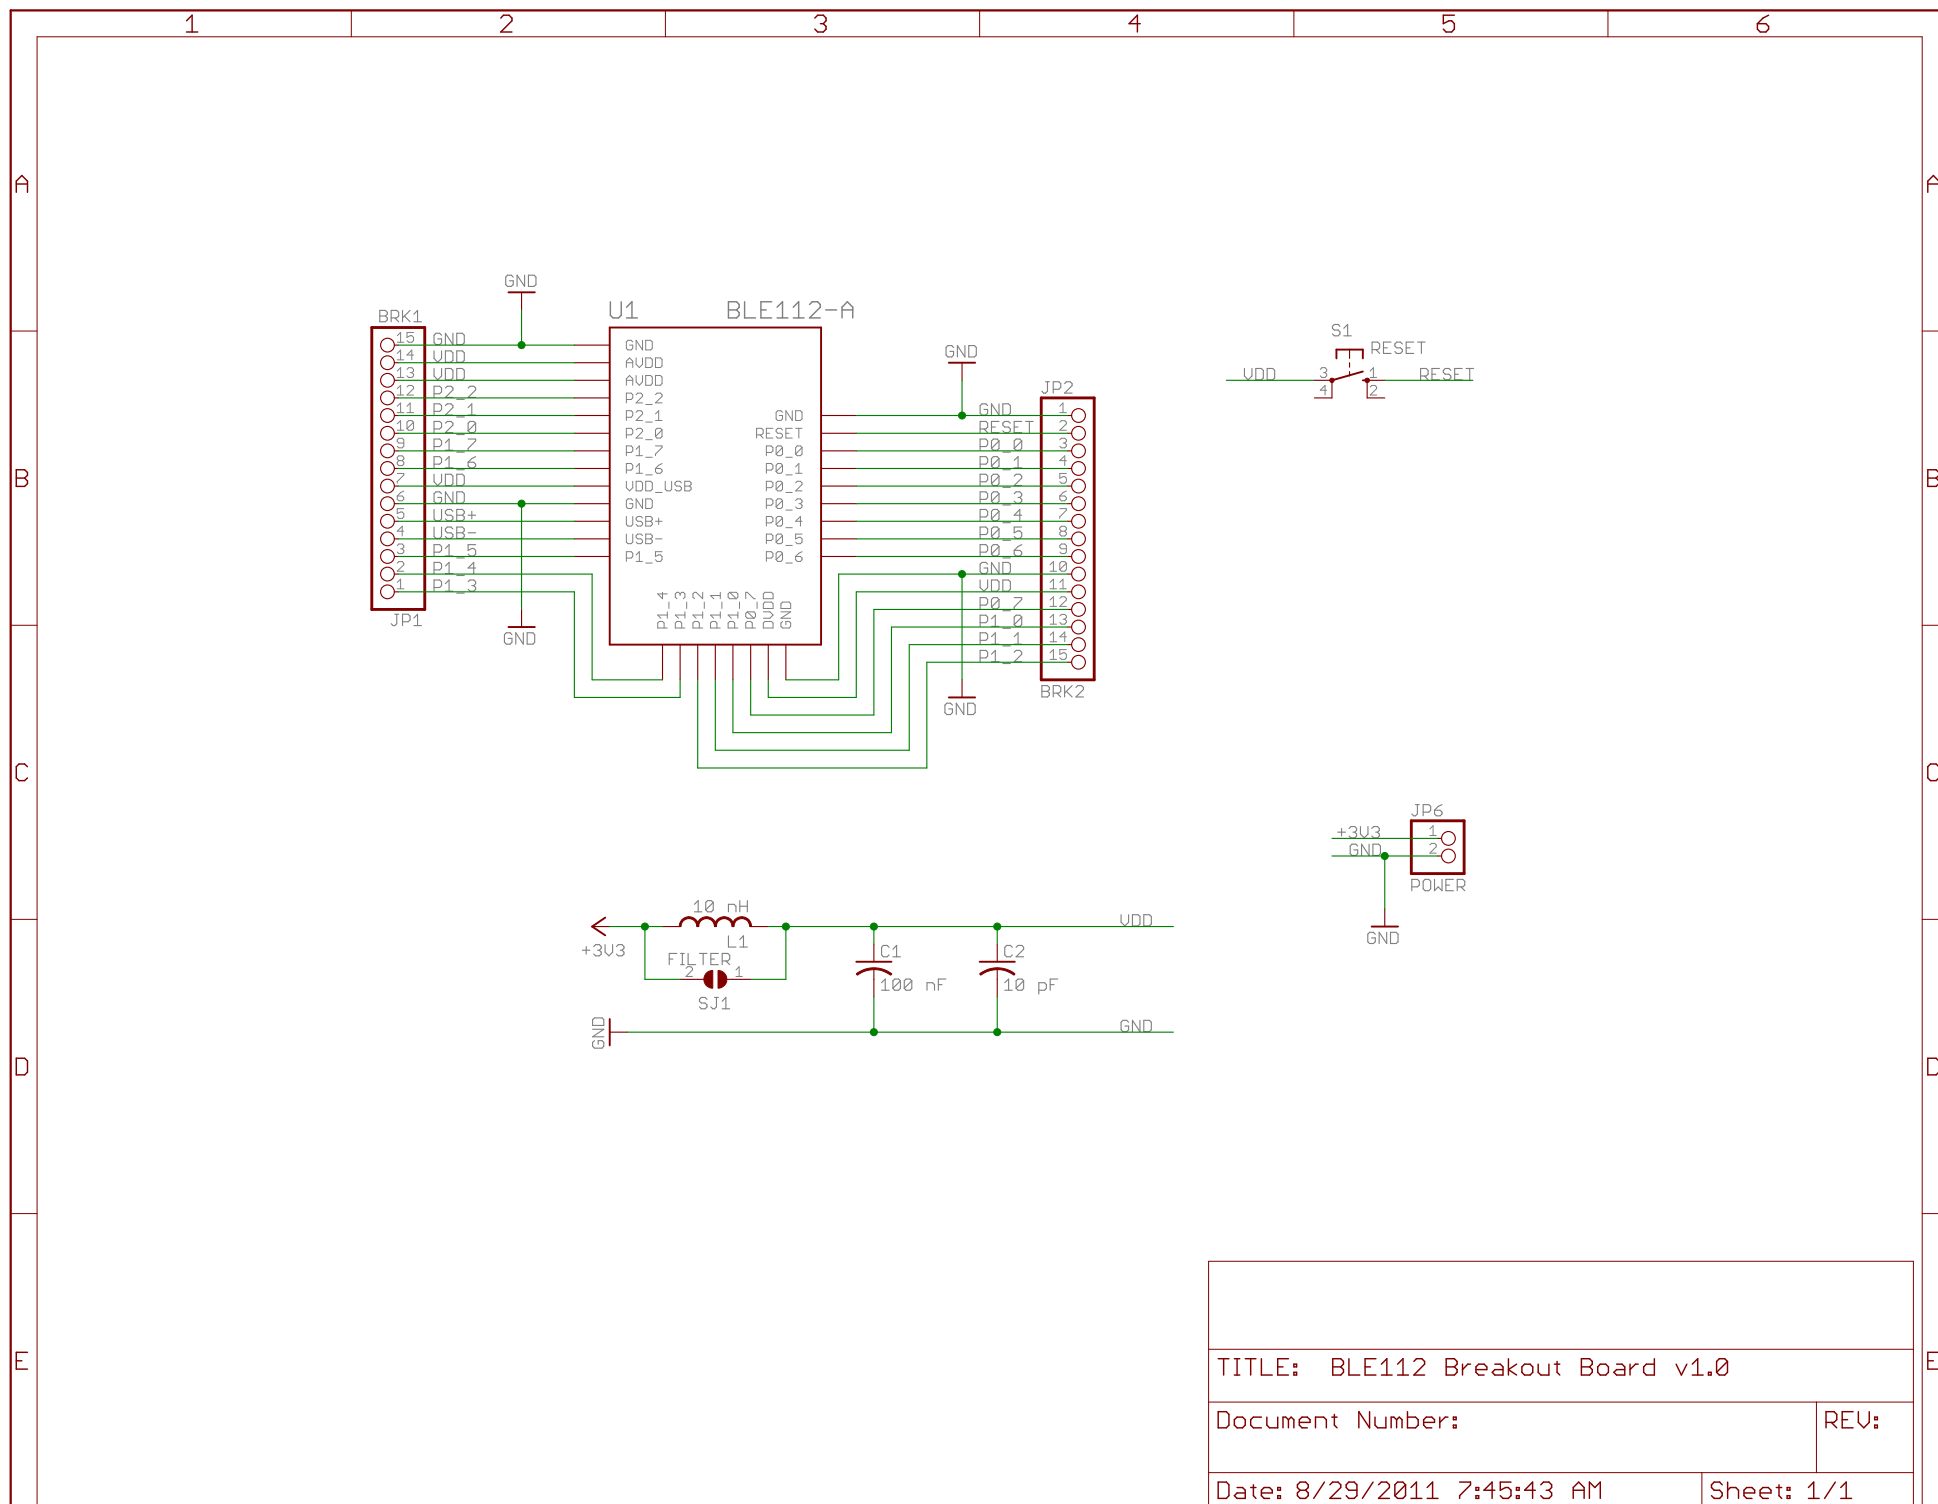 1 2 3 4 5 6
A A
B B
C C
D D
E E
GND
BRK1
15 GND
14 VDD
13 VDD
12 P2_2
11 P2_1
10 P2_0
9 P1_7
8 P1_6
7 VDD
6 GND
5 USB+
4 USB-
3 P1_5
2 P1_4
1 P1_3
JP1
GND
U1 BLE112-A
GND
AVDD
AVDD
P2_2
P2_1
P2_0
P1_7
P1_6
VDD_USB
GND
USB+
USB-
P1_5
GND
RESET
P0_0
P0_1
P0_2
P0_3
P0_4
P0_5
P0_6
P1_4
P1_3
P1_2
P1_1
P1_0
P0_7
DVDD
GND
GND
JP2
GND 1
RESET 2
P0_0 3
P0_1 4
P0_2 5
P0_3 6
P0_4 7
P0_5 8
P0_6 9
GND 10
VDD 11
P0_7 12
P1_0 13
P1_1 14
P1_2 15
BRK2
GND
S1
RESET
VDD 3 1 RESET
4 2
JP6
+3V3 1
GND 2
POWER
GND
10 nH
L1
+3V3
FILTER
2 1
SJ1
C1
100 nF
C2
10 pF
VDD
GND
GND
TITLE: BLE112 Breakout Board v1.0
Document Number:
REV:
Date: 8/29/2011 7:45:43 AM
Sheet: 1/1